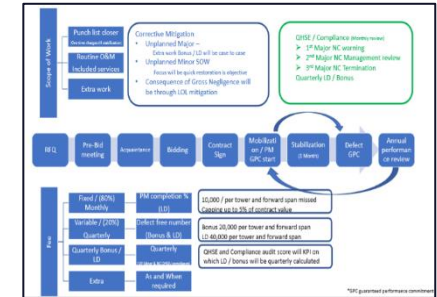 Scope of Work
Punch list closer
Routine O&M
Included services
Extra work
Corrective Mitigation
Unplanned Major –
Extra work Bonus / LD will be case to case
Unplanned Minor SOW
Focus will be quick restoration is objective
Consequence of Gross Negligence will
be through LOL mitigation
QHSE / Compliance (Monthly review)
1st Major NC warning
2nd Major NC Management review
3rd Major NC Termination
Quarterly LD / Bonus
RFQ
Pre-Bid
meeting
Acquaintance
Bidding
Contract
Sign
Mobilizati
on / PM
GPC start
Stabilization
Defect
GPC
Annual
performan
ce review
Fee
Fixed / (80%)
Monthly
PM completion %
(LD)
10,000 / per tower and forward span missed
Capping up to 5% of contract value
Variable / (20%)
Quarterly
Defect free number
(Bonus & LD)
Bonus 20,000 per tower and forward span
LD 40,000 per tower and forward span
Quarterly Bonus /
LD
Quarterly
QHSE and Compliance audit score will KPI on
which LD / bonus will be quarterly calculated
Extra
As and When
required
*GPC guaranteed performance commitment